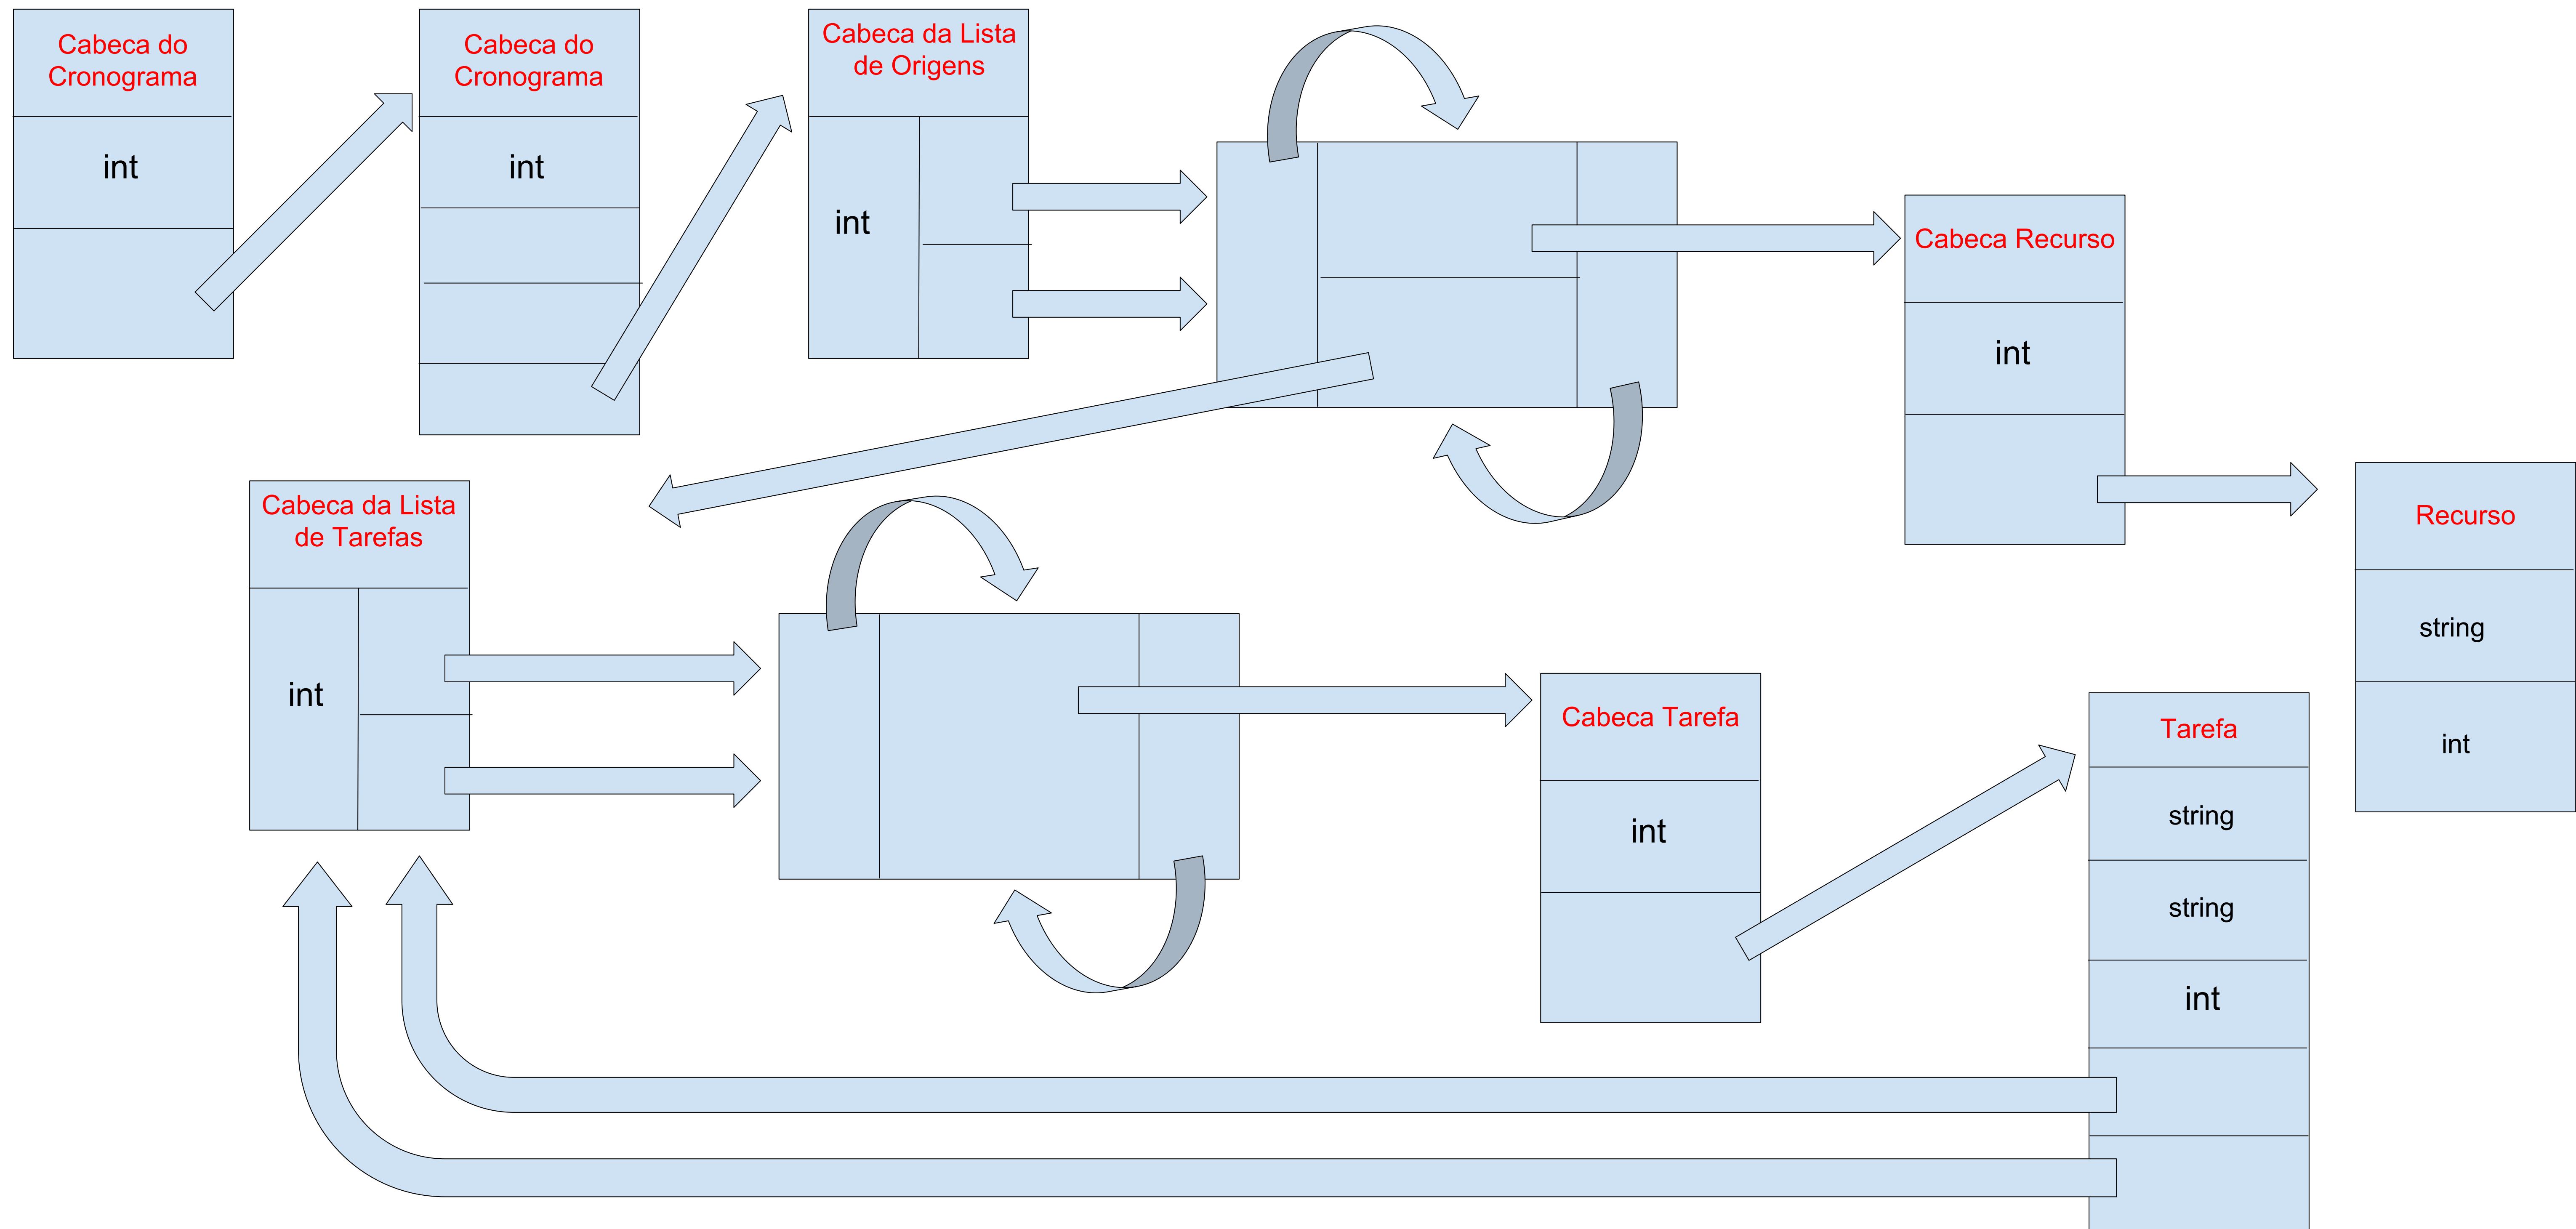 Cabeca do
Cronograma
int
Cabeca do
Cronograma
int
Cabeca da Lista
de Origens
int
Cabeca Recurso
int
Recurso
string
int
Cabeca da Lista
de Tarefas
int
Cabeca Tarefa
int
Tarefa
string
string
int